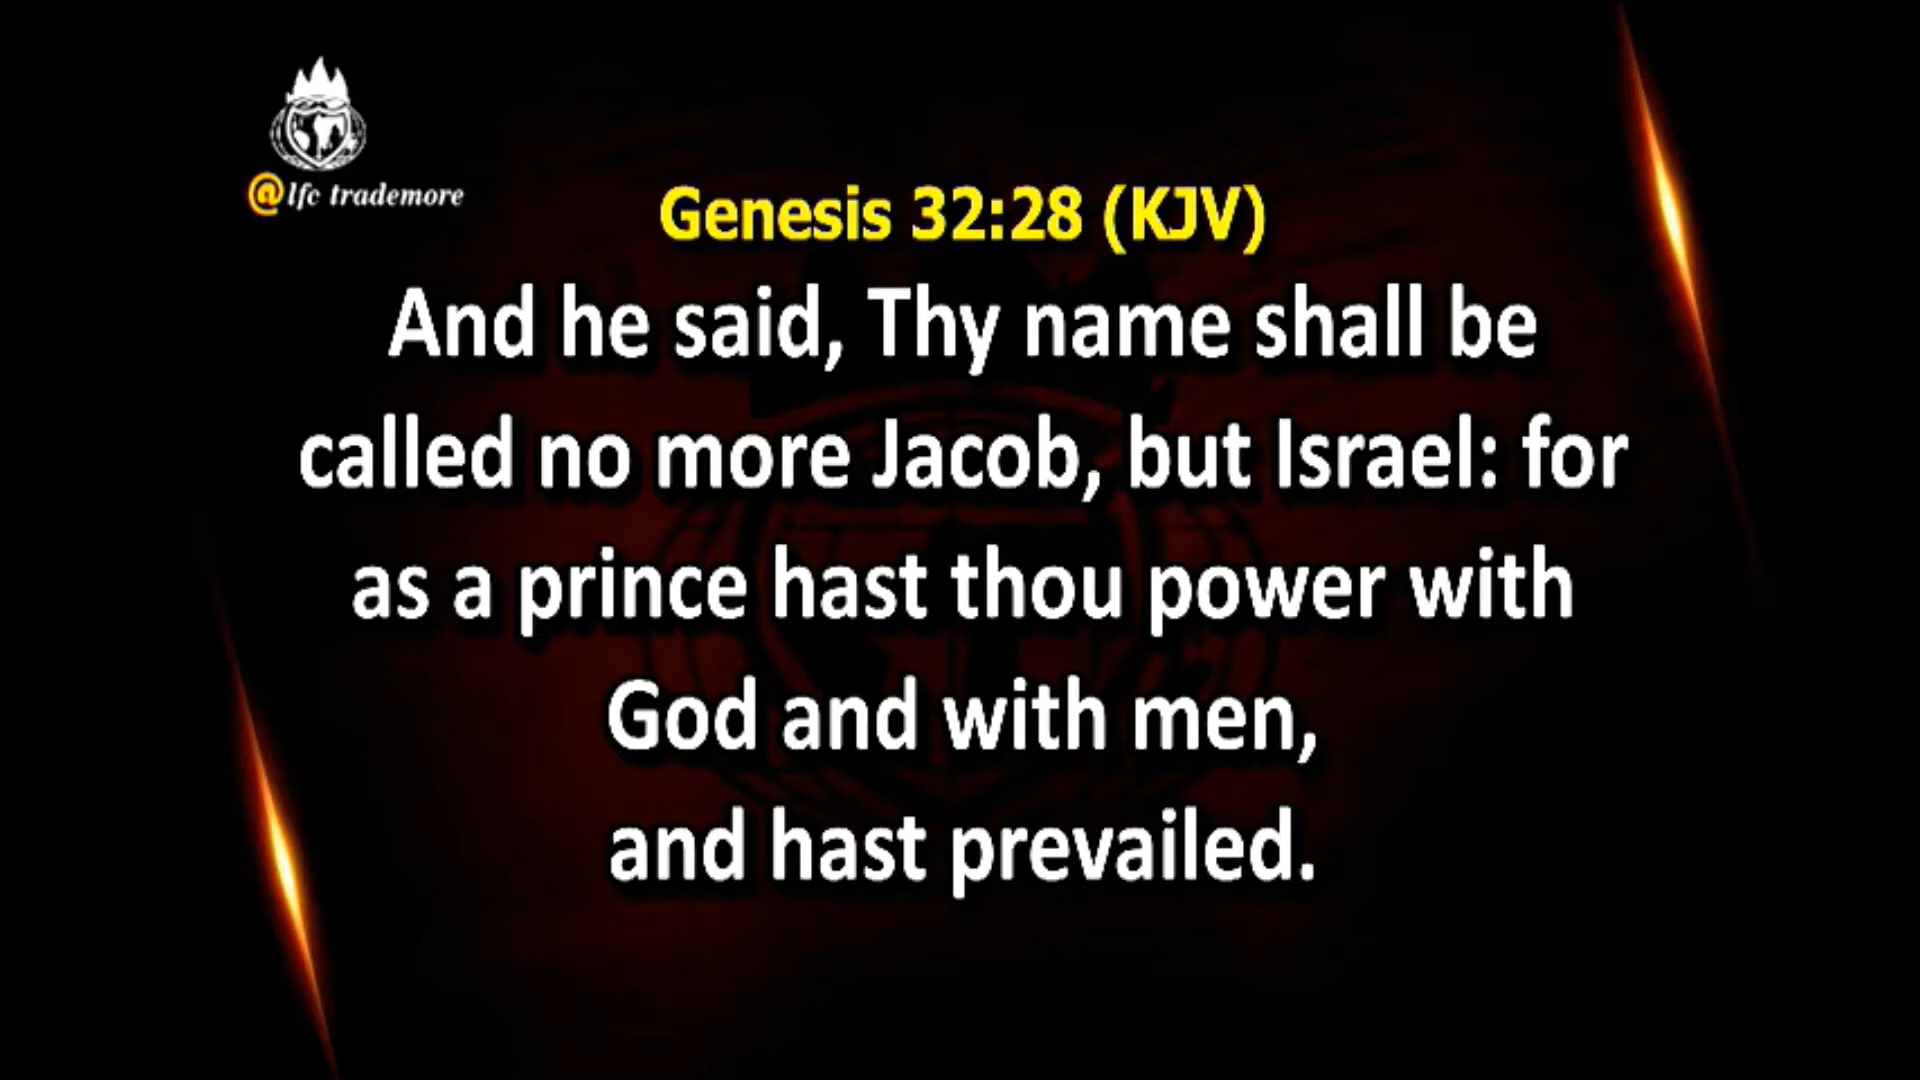 @lfc trademore
Genesis 32:28 (KJV)
And he said, Thy name shall be
called no more Jacob, but Israel: for
as a prince hast thou power with
God and with men,
and hast prevailed.